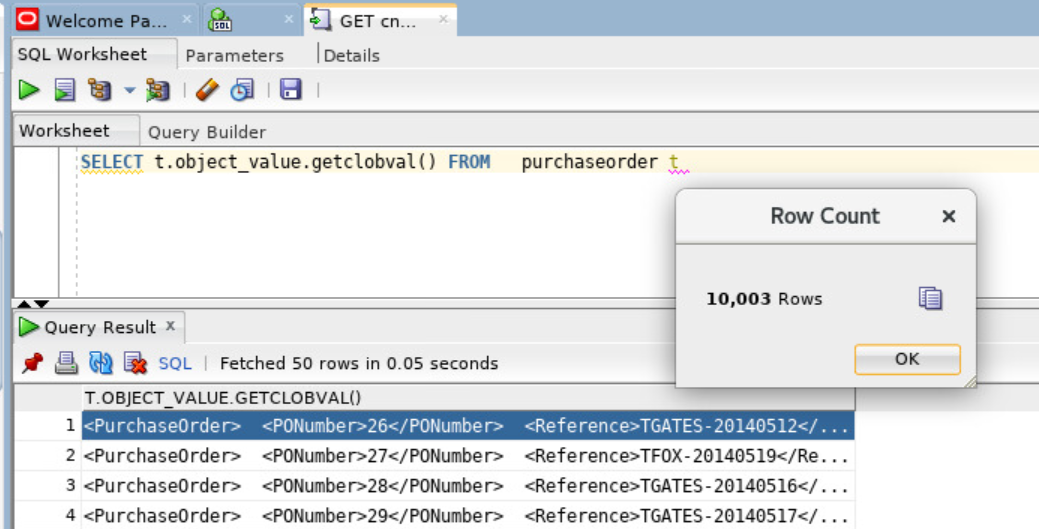 Welcome Pa...
SQL
GET cn...
SQL Worksheet Parameters Details
Worksheet Query Builder
SELECT t.object_value.getclobval() FROM purchaseorder t
Row Count
10,003 Rows
OK
Query Result x
SQL | Fetched 50 rows in 0.05 seconds
T.OBJECT_VALUE.GETCLOBVAL()
1 <PurchaseOrder> <PONumber>26</PONumber> <Reference>TGATES-20140512</...
2 <PurchaseOrder> <PONumber>27</PONumber> <Reference>TFOX-20140519</Re...
3 <PurchaseOrder> <PONumber>28</PONumber> <Reference>TGATES-20140516</...
4 <PurchaseOrder> <PONumber>29</PONumber> <Reference>TGATES-20140517</...